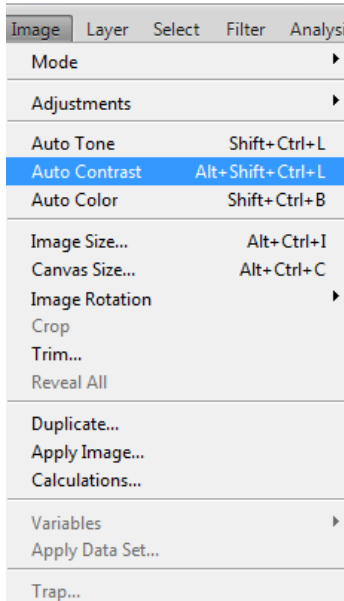 Image Layer Select Filter Analysi
Mode
Adjustments
Auto Tone Shift+Ctrl+L
Auto Contrast Alt+Shift+Ctrl+L
Auto Color Shift+Ctrl+B
Image Size... Alt+Ctrl+I
Canvas Size... Alt+Ctrl+C
Image Rotation
Crop
Trim...
Reveal All
Duplicate...
Apply Image...
Calculations...
Variables
Apply Data Set...
Trap...